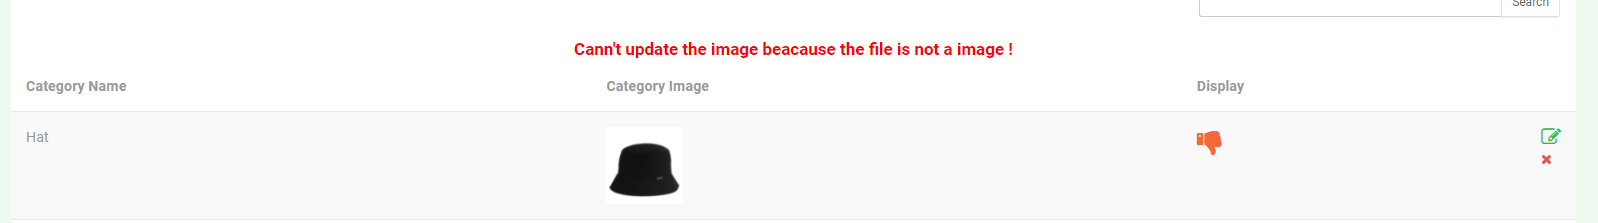 Search
Cann't update the image beacause the file is not a image !
Category Name Category Image Display
Hat